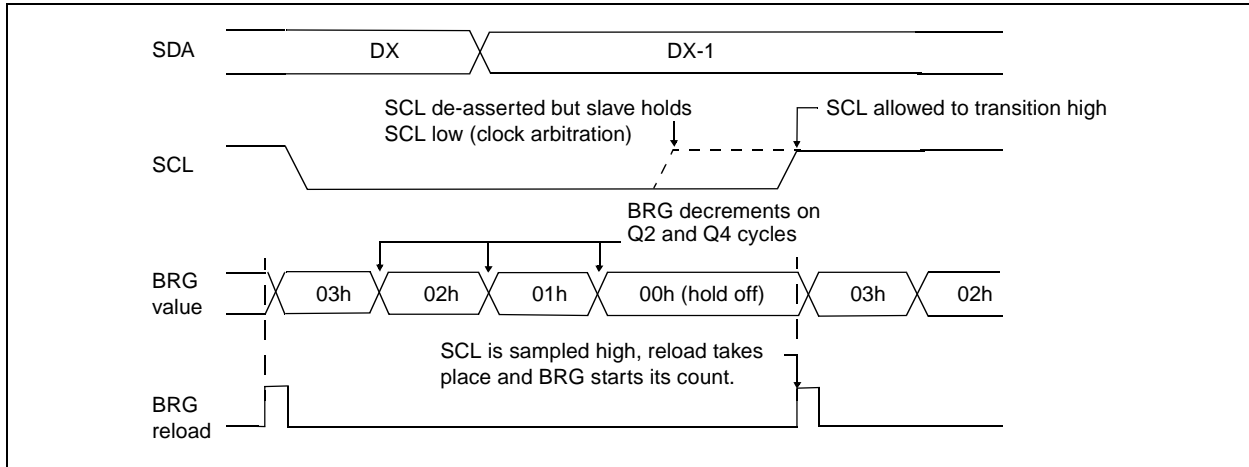 SDA
DX
DX-1
SCL de-asserted but slave holds
SCL low (clock arbitration)
SCL allowed to transition high
SCL
BRG decrements on
Q2 and Q4 cycles
BRG
value
03h
02h
01h
00h (hold off)
03h
02h
SCL is sampled high, reload takes
place and BRG starts its count.
BRG
reload